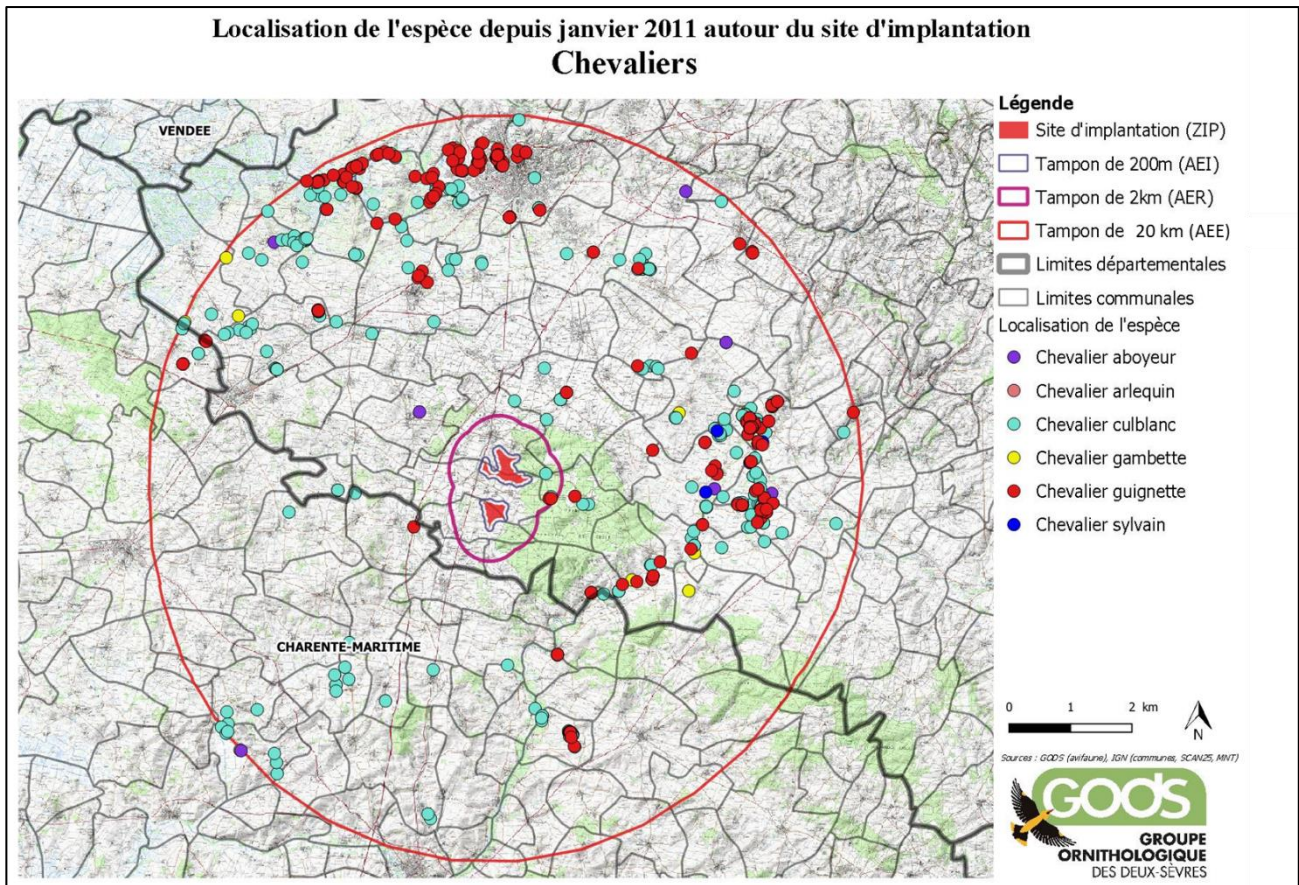 Localisation de l'espèce depuis janvier 2011 autour du site d'implantation
Chevaliers
VENDEE
CHARENTE-MARITIME
Légende
Site d'implantation (ZIP)
Tampon de 200m (AEI)
Tampon de 2km (AER)
Tampon de 20 km (AEE)
Limites départementales
Limites communales
Localisation de l'espèce
Chevalier aboyeur
Chevalier arlequin
Chevalier culblanc
Chevalier gambette
Chevalier guignette
Chevalier sylvain
0 1 2 km
N
Sources : GODS (avifaune), IGN (communes, SCAN25, MNT)
GODS
GROUPE
ORNITHOLOGIQUE
DES DEUX-SÈVRES